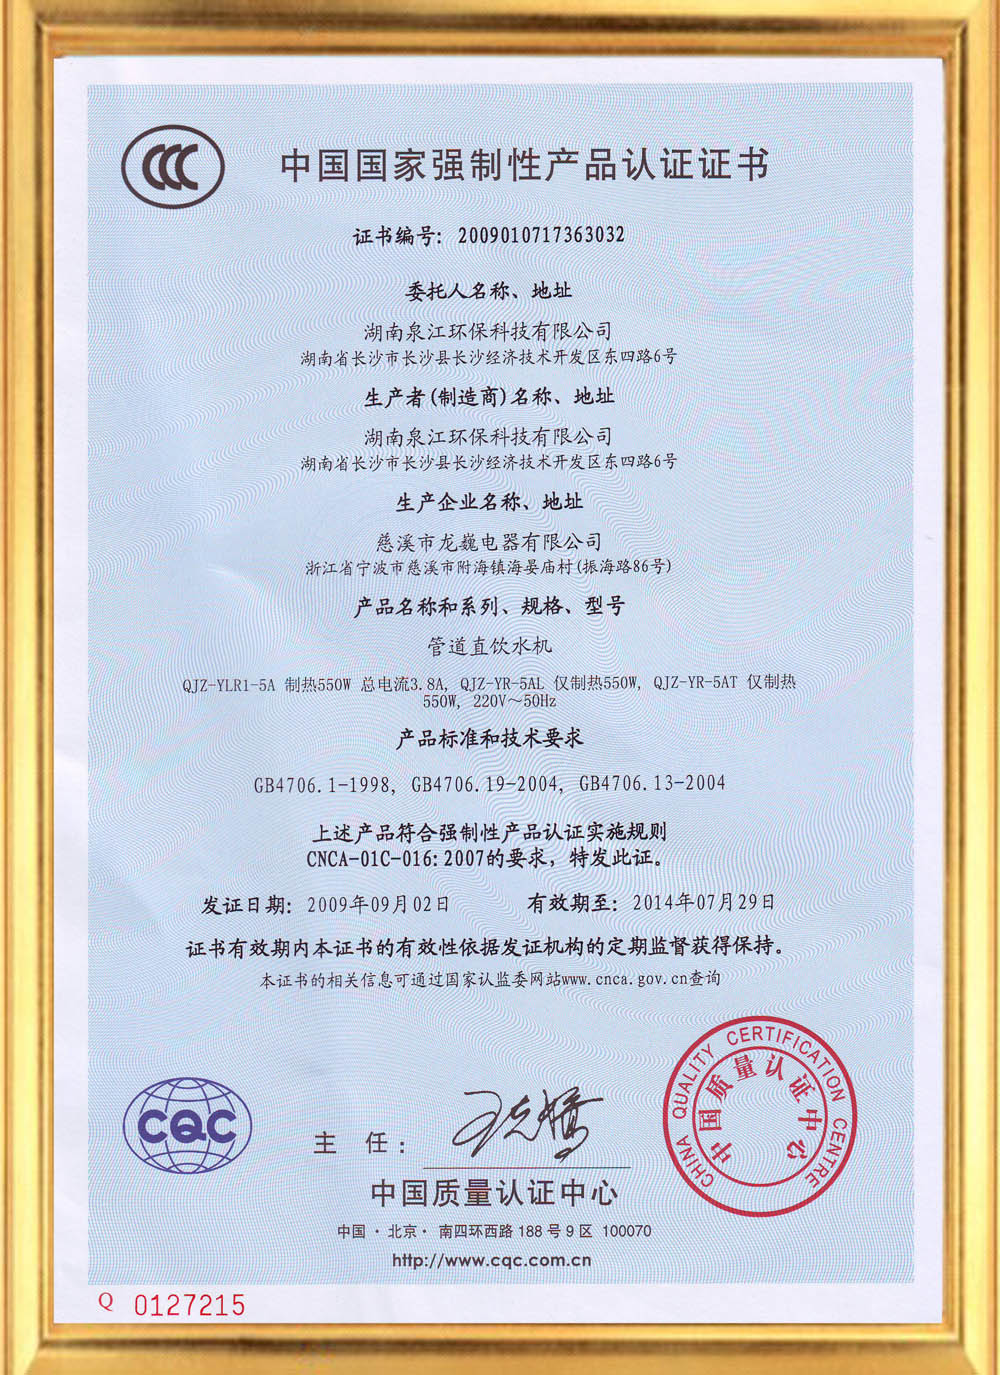 CCC
中国国家强制性产品认证证书
证书编号: 2009010717363032
委托人名称、地址
湖南泉江环保科技有限公司
湖南省长沙市长沙县长沙经济技术开发区东四路6号
生产者(制造商)名称、地址
湖南泉江环保科技有限公司
湖南省长沙市长沙县长沙经济技术开发区东四路6号
生产企业名称、地址
慈溪市龙巍电器有限公司
浙江省宁波市慈溪市附海镇海晏庙村(振海路86号)
产品名称和系列、规格、型号
管道直饮水机
QJZ-YLR1-5A 制热550W 总电流3.8A, QJZ-YR-5AL 仅制热550W, QJZ-YR-5AT 仅制热
550W, 220V～50Hz
产品标准和技术要求
GB4706.1-1998, GB4706.19-2004, GB4706.13-2004
上述产品符合强制性产品认证实施规则
CNCA-01C-016:2007的要求，特发此证。
发证日期: 2009年09月02日 有效期至: 2014年07月29日
证书有效期内本证书的有效性依据发证机构的定期监督获得保持。
本证书的相关信息可通过国家认监委网站www.cnca.gov.cn查询
CQC
主 任：
CHINA QUALITY CERTIFICATION CENTRE
中国质量认证中心
中国质量认证中心
中国·北京·南四环西路188号9区 100070
http://www.cqc.com.cn
Q 0127215